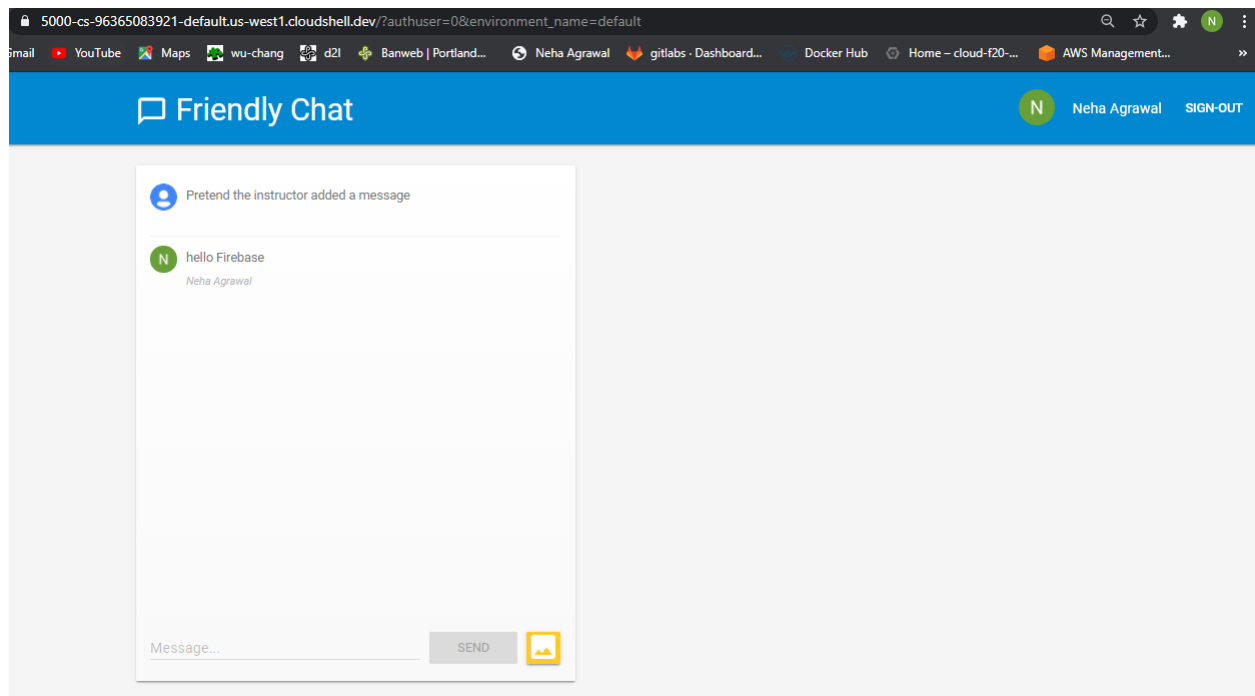 5000-cs-96365083921-default.us-west1.cloudshell.dev/?authuser=0&environment_name=default N
Gmail YouTube Maps wu-chang d2l Banweb | Portland... Neha Agrawal gitlabs · Dashboard... Docker Hub Home – cloud-f20-... AWS Management... »
Friendly Chat N Neha Agrawal SIGN-OUT
Pretend the instructor added a message
N hello Firebase
Neha Agrawal
Message... SEND